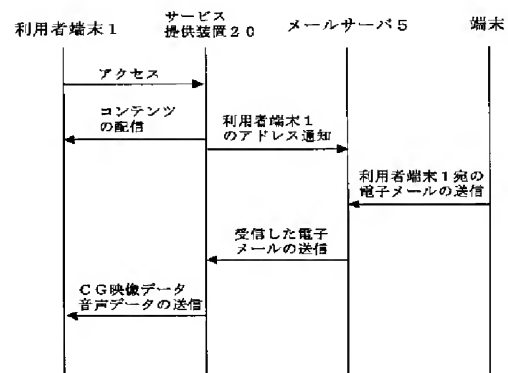 利用者端末1
サービス
提供装置20
メールサーバ5
端末
アクセス
コンテンツ
の配信
利用者端末1
のアドレス通知
利用者端末1宛の
電子メールの送信
受信した電子
メールの送信
CG映像データ
音声データの送信